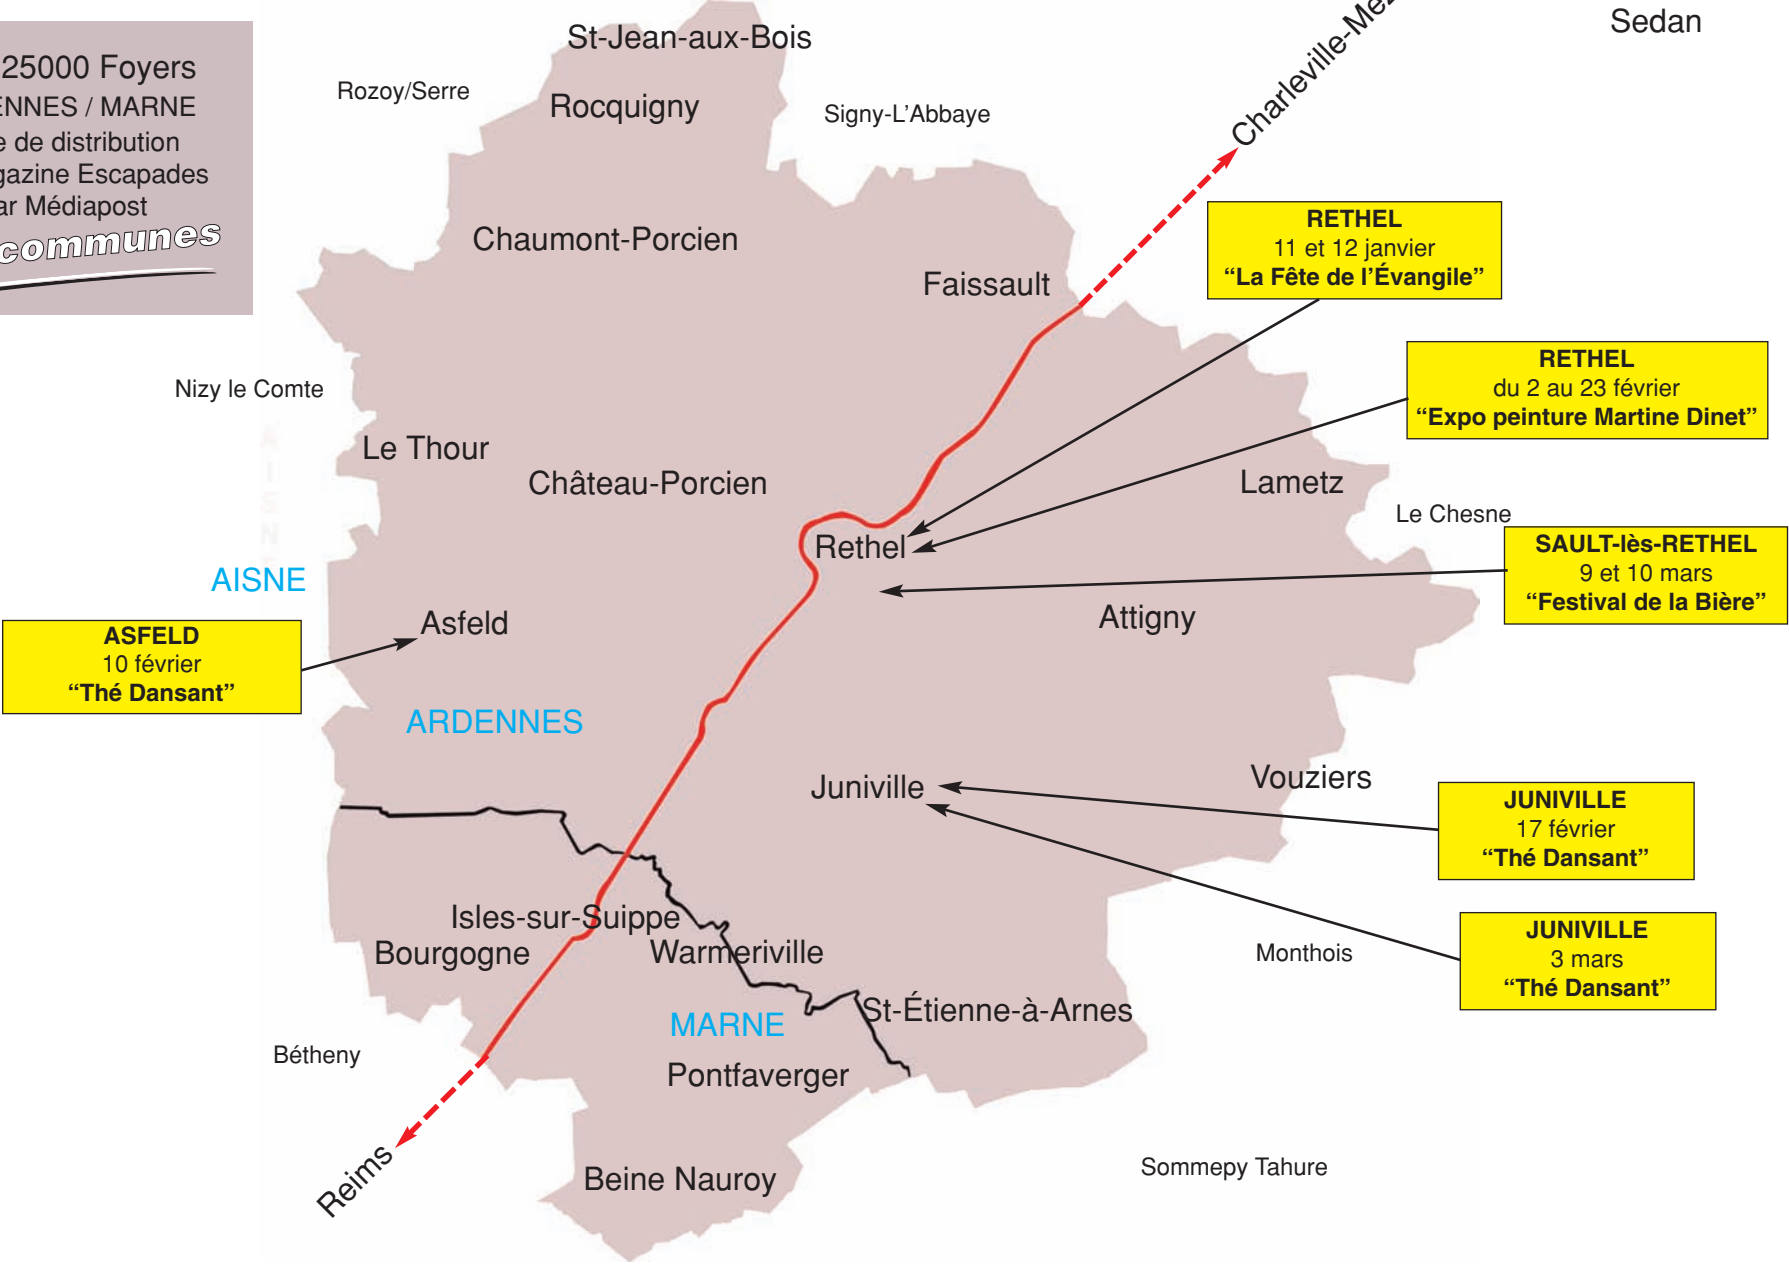 25000 Foyers
ENNES / MARNE
de distribution
gazine Escapades
ar Médiapost
communes
St-Jean-aux-Bois
Rozoy/Serre
Rocquigny
Signy-L'Abbaye
Sedan
Chaumont-Porcien
Faissault
RETHEL
11 et 12 janvier
“La Fête de l'Évangile”
RETHEL
du 2 au 23 février
“Expo peinture Martine Dinet”
Nizy le Comte
Le Thour
Château-Porcien
Lametz
Le Chesne
Rethel
SAULT-lès-RETHEL
9 et 10 mars
“Festival de la Bière”
AISNE
Asfeld
Attigny
ASFELD
10 février
“Thé Dansant”
ARDENNES
Juniville
Vouziers
JUNIVILLE
17 février
“Thé Dansant”
Isles-sur-Suippe
Bourgogne
Warmeriville
Monthois
JUNIVILLE
3 mars
“Thé Dansant”
St-Étienne-à-Arnes
MARNE
Bétheny
Pontfaverger
Reims
Beine Nauroy
Sommepy Tahure